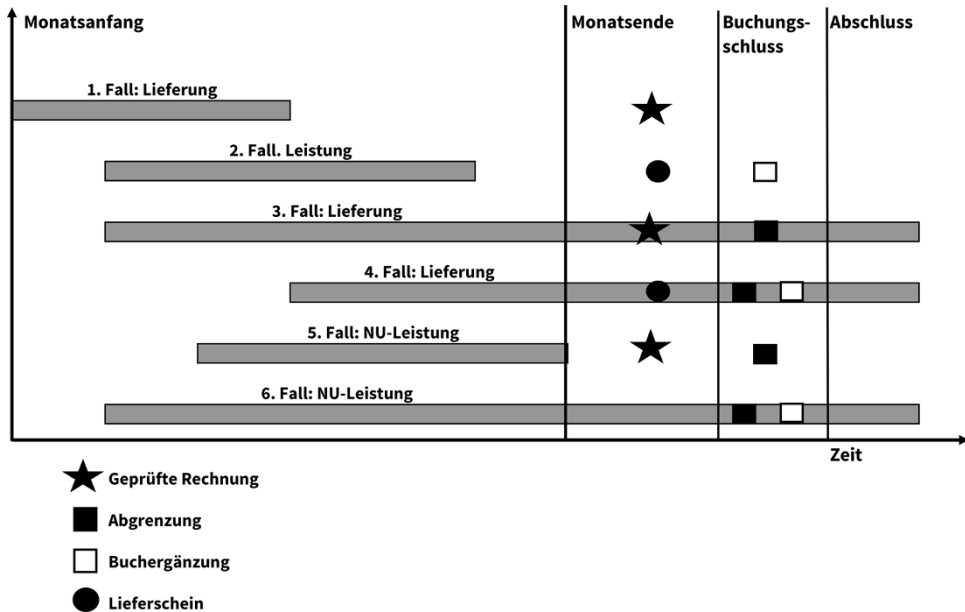 Monatsanfang
Monatsende
Buchungs-
schluss
Abschluss
1. Fall: Lieferung
2. Fall. Leistung
3. Fall: Lieferung
4. Fall: Lieferung
5. Fall: NU-Leistung
6. Fall: NU-Leistung
Zeit
Geprüfte Rechnung
Abgrenzung
Buchergänzung
Lieferschein